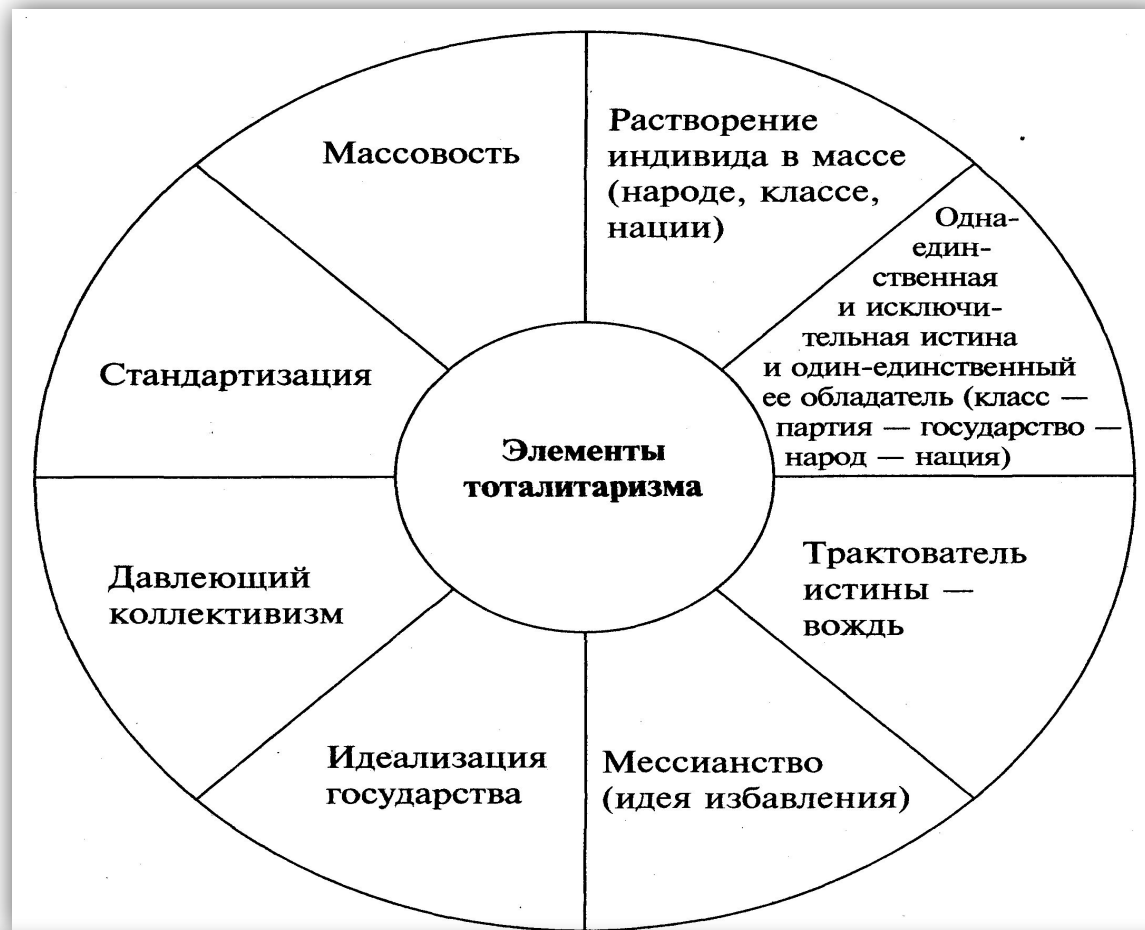 Массовость
Растворение
индивида в массе
(народе, классе,
нации)
Одна-
един-
ственная
и исключи-
тельная истина
и один-единственный
ее обладатель (класс —
партия — государство —
народ — нация)
Трактователь
истины —
вождь
Мессианство
(идея избавления)
Идеализация
государства
Давлеющий
коллективизм
Стандартизация
Элементы
тоталитаризма